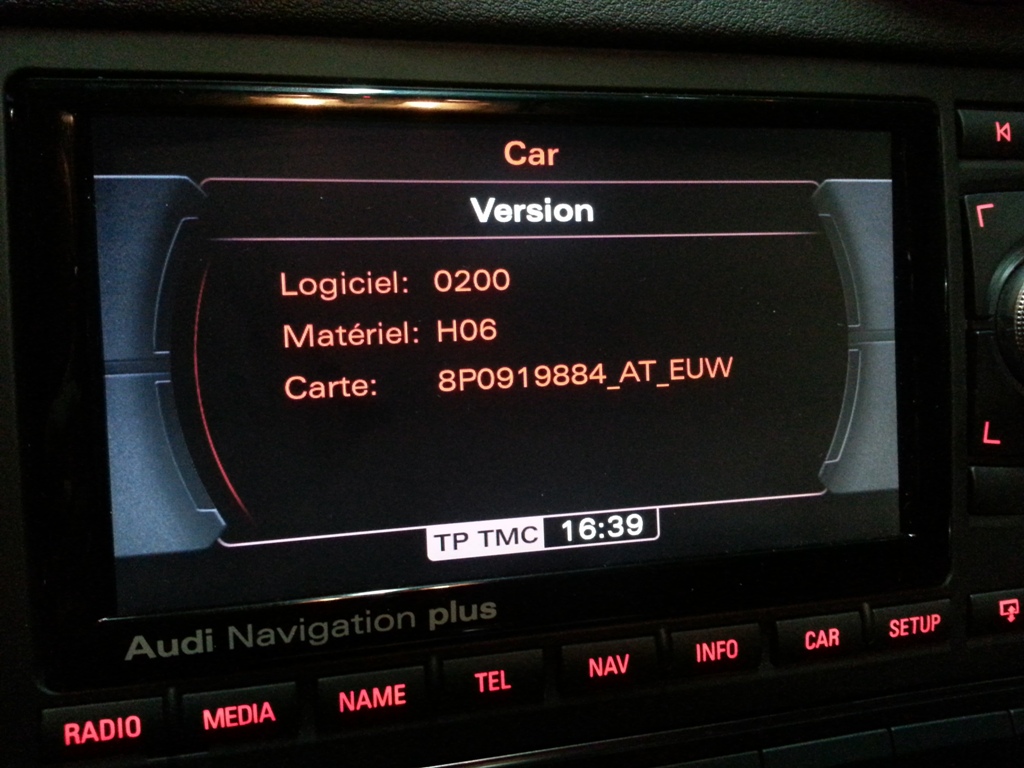 Car
Version
Logiciel: 0200
Matériel: H06
Carte: 8P0919884_AT_EUW
TP TMC 16:39
Audi Navigation plus
RADIO MEDIA NAME TEL NAV INFO CAR SETUP